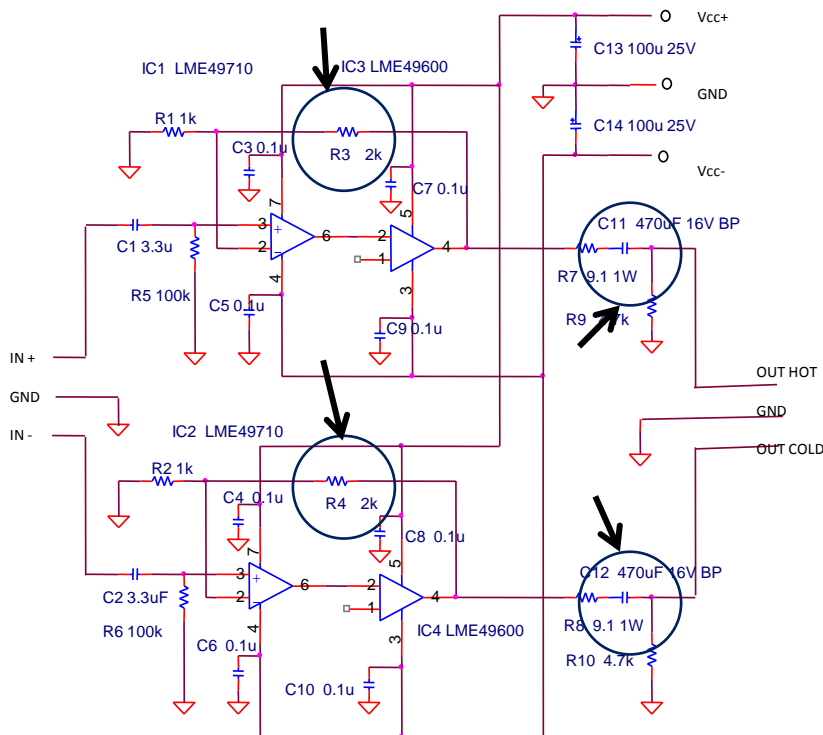 Vcc+
C13 100u 25V
IC1 LME49710
IC3 LME49600
GND
R1 1k
C14 100u 25V
C3 0.1u
R3 2k
Vcc-
C7 0.1u
7
5
C11 470uF 16V BP
3
2
6
2
1
4
C1 3.3u
4
3
R7 9.1 1W
R5 100k
C5 0.1u
C9 0.1u
R9
IN +
OUT HOT
GND
GND
IN -
IC2 LME49710
OUT COLD
R2 1k
C4 0.1u
R4 2k
C8 0.1u
7
5
C12 470uF 16V BP
3
2
6
2
1
4
C2 3.3uF
4
3
R8 9.1 1W
R6 100k
IC4 LME49600
C6 0.1u
R10 4.7k
C10 0.1u